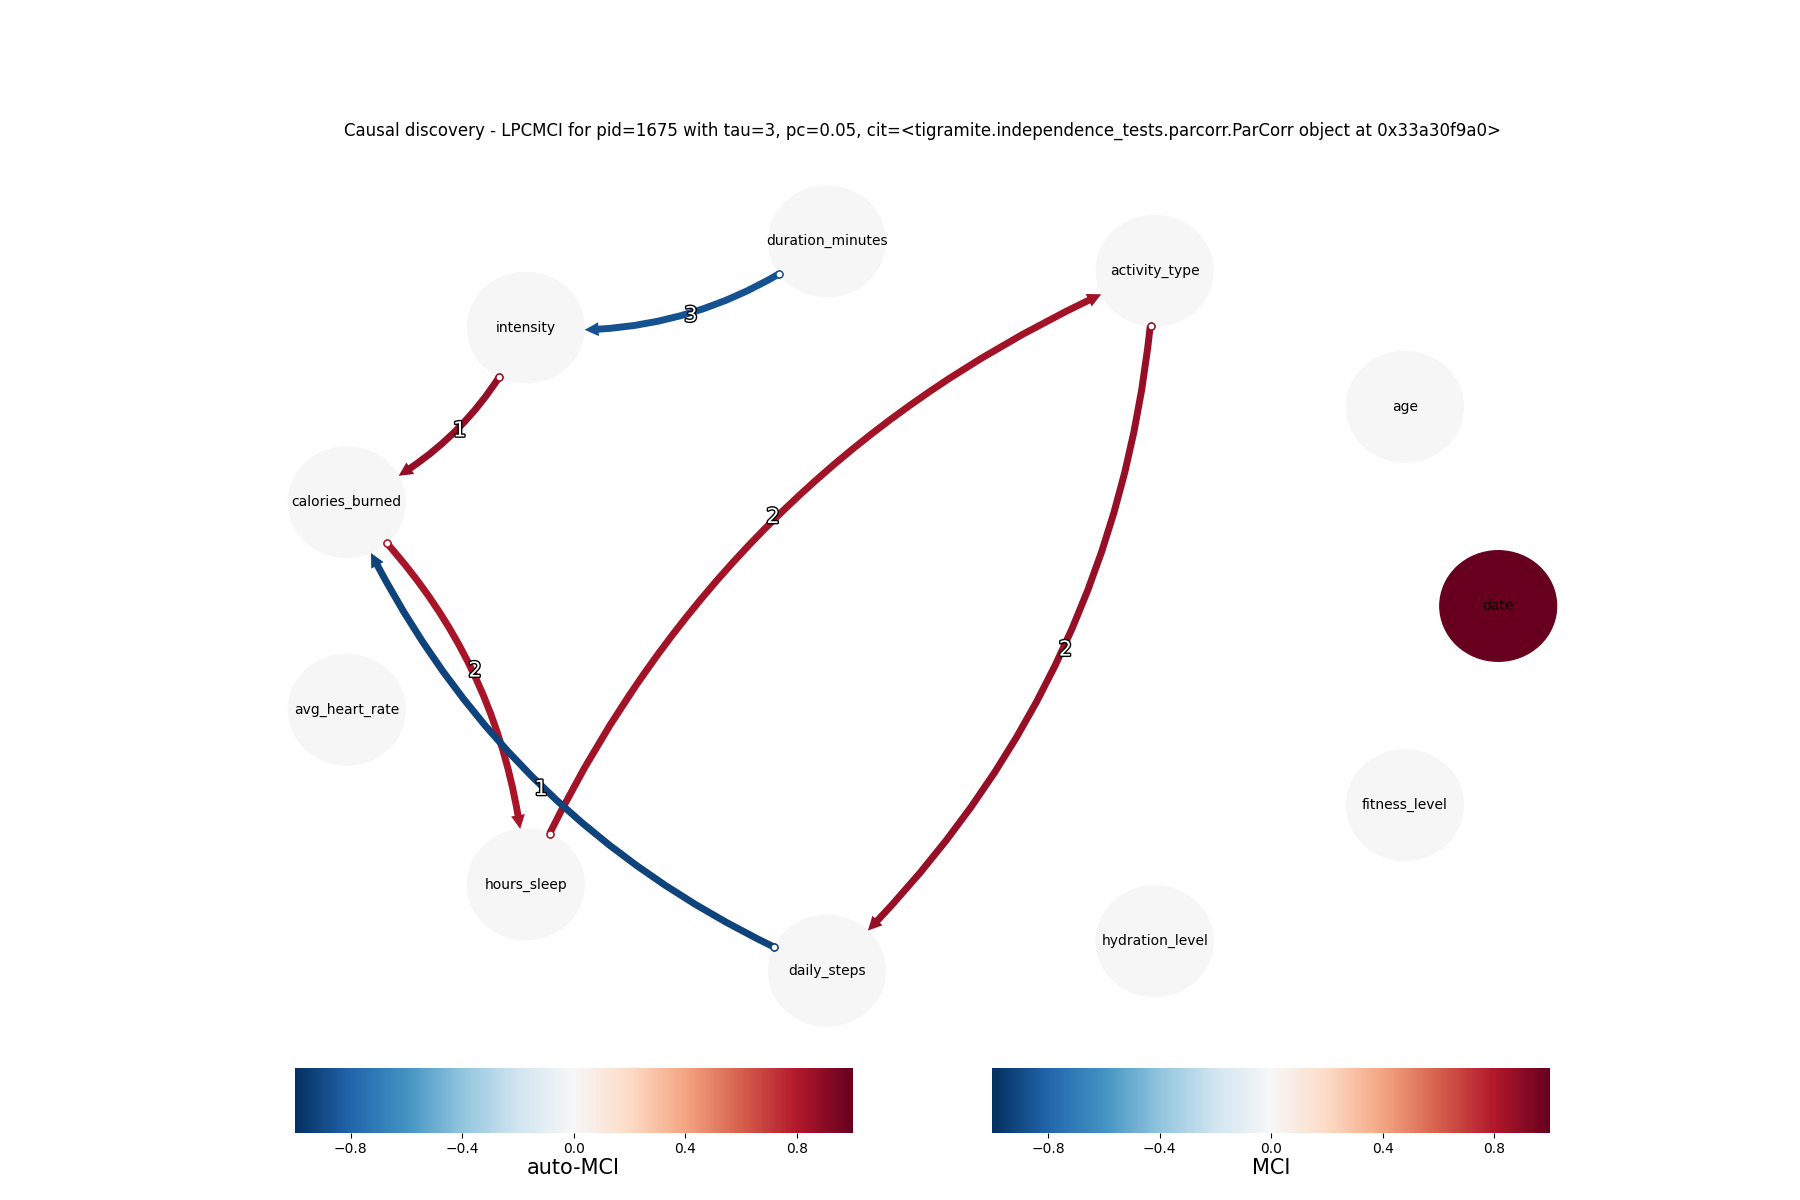 Causal discovery - LPCMCI for pid=1675 with tau=3, pc=0.05, cit=<tigramite.independence_tests.parcorr.ParCorr object at 0x33a30f9a0>
duration_minutes
activity_type
3
intensity
age
1
calories_burned
2
date
2
2
avg_heart_rate
1
fitness_level
hours_sleep
hydration_level
daily_steps
−0.8 −0.4 0.0 0.4 0.8
auto-MCI
−0.8 −0.4 0.0 0.4 0.8
MCI